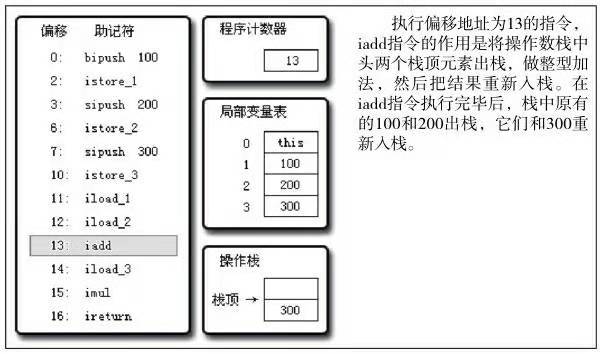 偏移 助记符
0: bipush 100
2: istore_1
3: sipush 200
6: istore_2
7: sipush 300
10: istore_3
11: iload_1
12: iload_2
13: iadd
14: iload_3
15: imul
16: ireturn
程序计数器
13
局部变量表
0 this
1 100
2 200
3 300
操作栈
栈顶 →
300
执行偏移地址为13的指令，
iadd指令的作用是将操作数栈中
头两个栈顶元素出栈，做整型加
法，然后把结果重新入栈。在
iadd指令执行完毕后，栈中原有
的100和200出栈，它们和300重
新入栈。